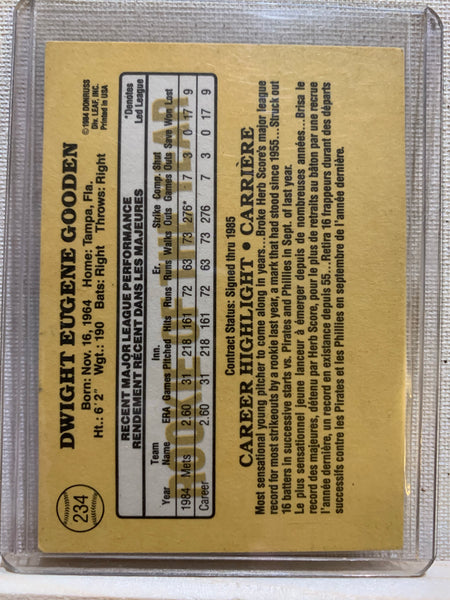 234
©1984 DONRUSS
Div. LEAF, INC.
Printed in USA
DWIGHT EUGENE GOODEN
Born: Nov. 16, 1964 Home: Tampa, Fla.
Ht.: 6'2" Wgt.: 190 Bats: Right Throws: Right
RECENT MAJOR LEAGUE PERFORMANCE
RENDEMENT RÉCENT DANS LES MAJEURES
*Denotes
Led League
Team Inn. Er. Strike Comp. Shut
Year Name ERA Games Pitched Hits Runs Runs Walks Outs Games Outs Save Won Lost
1984 Mets 2.60 31 218 161 72 63 73 276* 7 3 0 17 9
Career 2.60 31 218 161 72 63 73 276 7 3 0 17 9
ROOKIE OF THE YEAR
Contract Status: Signed thru 1985
CAREER HIGHLIGHT • CARRIÈRE
Most sensational young pitcher to come along in years...Broke Herb Score's major league
record for most strikeouts by a rookie last year, a mark that had stood since 1955...Struck out
16 batters in successive starts vs. Pirates and Phillies in Sept. of last year.
Le plus sensationnel jeune lanceur à émerger depuis de nombreuses années...Brisa le
record des majeures, détenu par Herb Score, pour le plus de retraits au bâton par une recrue
l'année dernière, un record en existance depuis 55...Retire 16 frappeurs durant des départs
successifs contre les Pirates et les Phillies en septembre de l'année dernière.